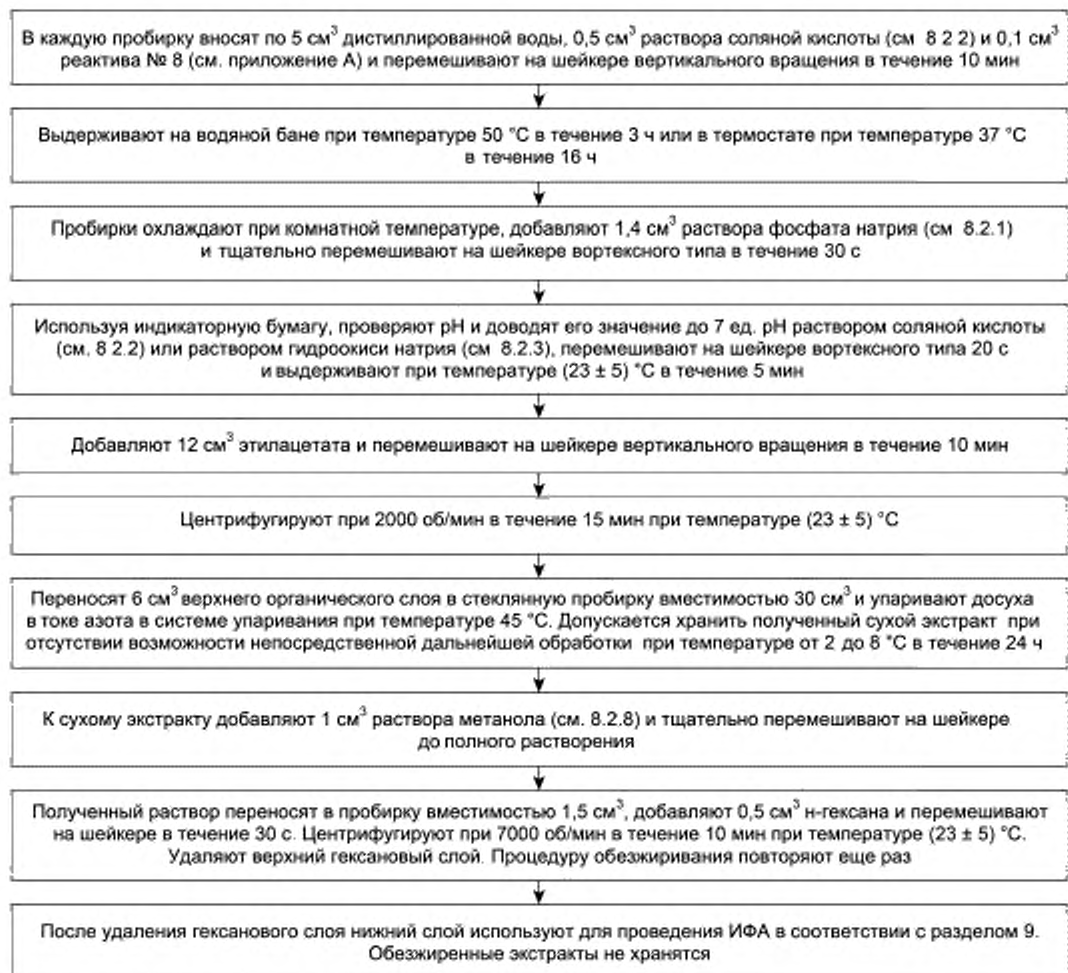 В каждую пробирку вносят по 5 см³ дистиллированной воды, 0,5 см³ раствора соляной кислоты (см 8 2 2) и 0,1 см³
реактива № 8 (см. приложение А) и перемешивают на шейкере вертикального вращения в течение 10 мин
Выдерживают на водяной бане при температуре 50 °С в течение 3 ч или в термостате при температуре 37 °С
в течение 16 ч
Пробирки охлаждают при комнатной температуре, добавляют 1,4 см³ раствора фосфата натрия (см 8.2.1)
и тщательно перемешивают на шейкере вортексного типа в течение 30 с
Используя индикаторную бумагу, проверяют pH и доводят его значение до 7 ед. pH раствором соляной кислоты
(см. 8 2.2) или раствором гидроокиси натрия (см 8.2.3), перемешивают на шейкере вортексного типа 20 с
и выдерживают при температуре (23 ± 5) °С в течение 5 мин
Добавляют 12 см³ этилацетата и перемешивают на шейкере вертикального вращения в течение 10 мин
Центрифугируют при 2000 об/мин в течение 15 мин при температуре (23 ± 5) °С
Переносят 6 см³ верхнего органического слоя в стеклянную пробирку вместимостью 30 см³ и упаривают досуха
в токе азота в системе упаривания при температуре 45 °С. Допускается хранить полученный сухой экстракт при
отсутствии возможности непосредственной дальнейшей обработки при температуре от 2 до 8 °С в течение 24 ч
К сухому экстракту добавляют 1 см³ раствора метанола (см. 8.2.8) и тщательно перемешивают на шейкере
до полного растворения
Полученный раствор переносят в пробирку вместимостью 1,5 см³, добавляют 0,5 см³ н-гексана и перемешивают
на шейкере в течение 30 с. Центрифугируют при 7000 об/мин в течение 10 мин при температуре (23 ± 5) °С.
Удаляют верхний гексановый слой. Процедуру обезжиривания повторяют еще раз
После удаления гексанового слоя нижний слой используют для проведения ИФА в соответствии с разделом 9.
Обезжиренные экстракты не хранятся